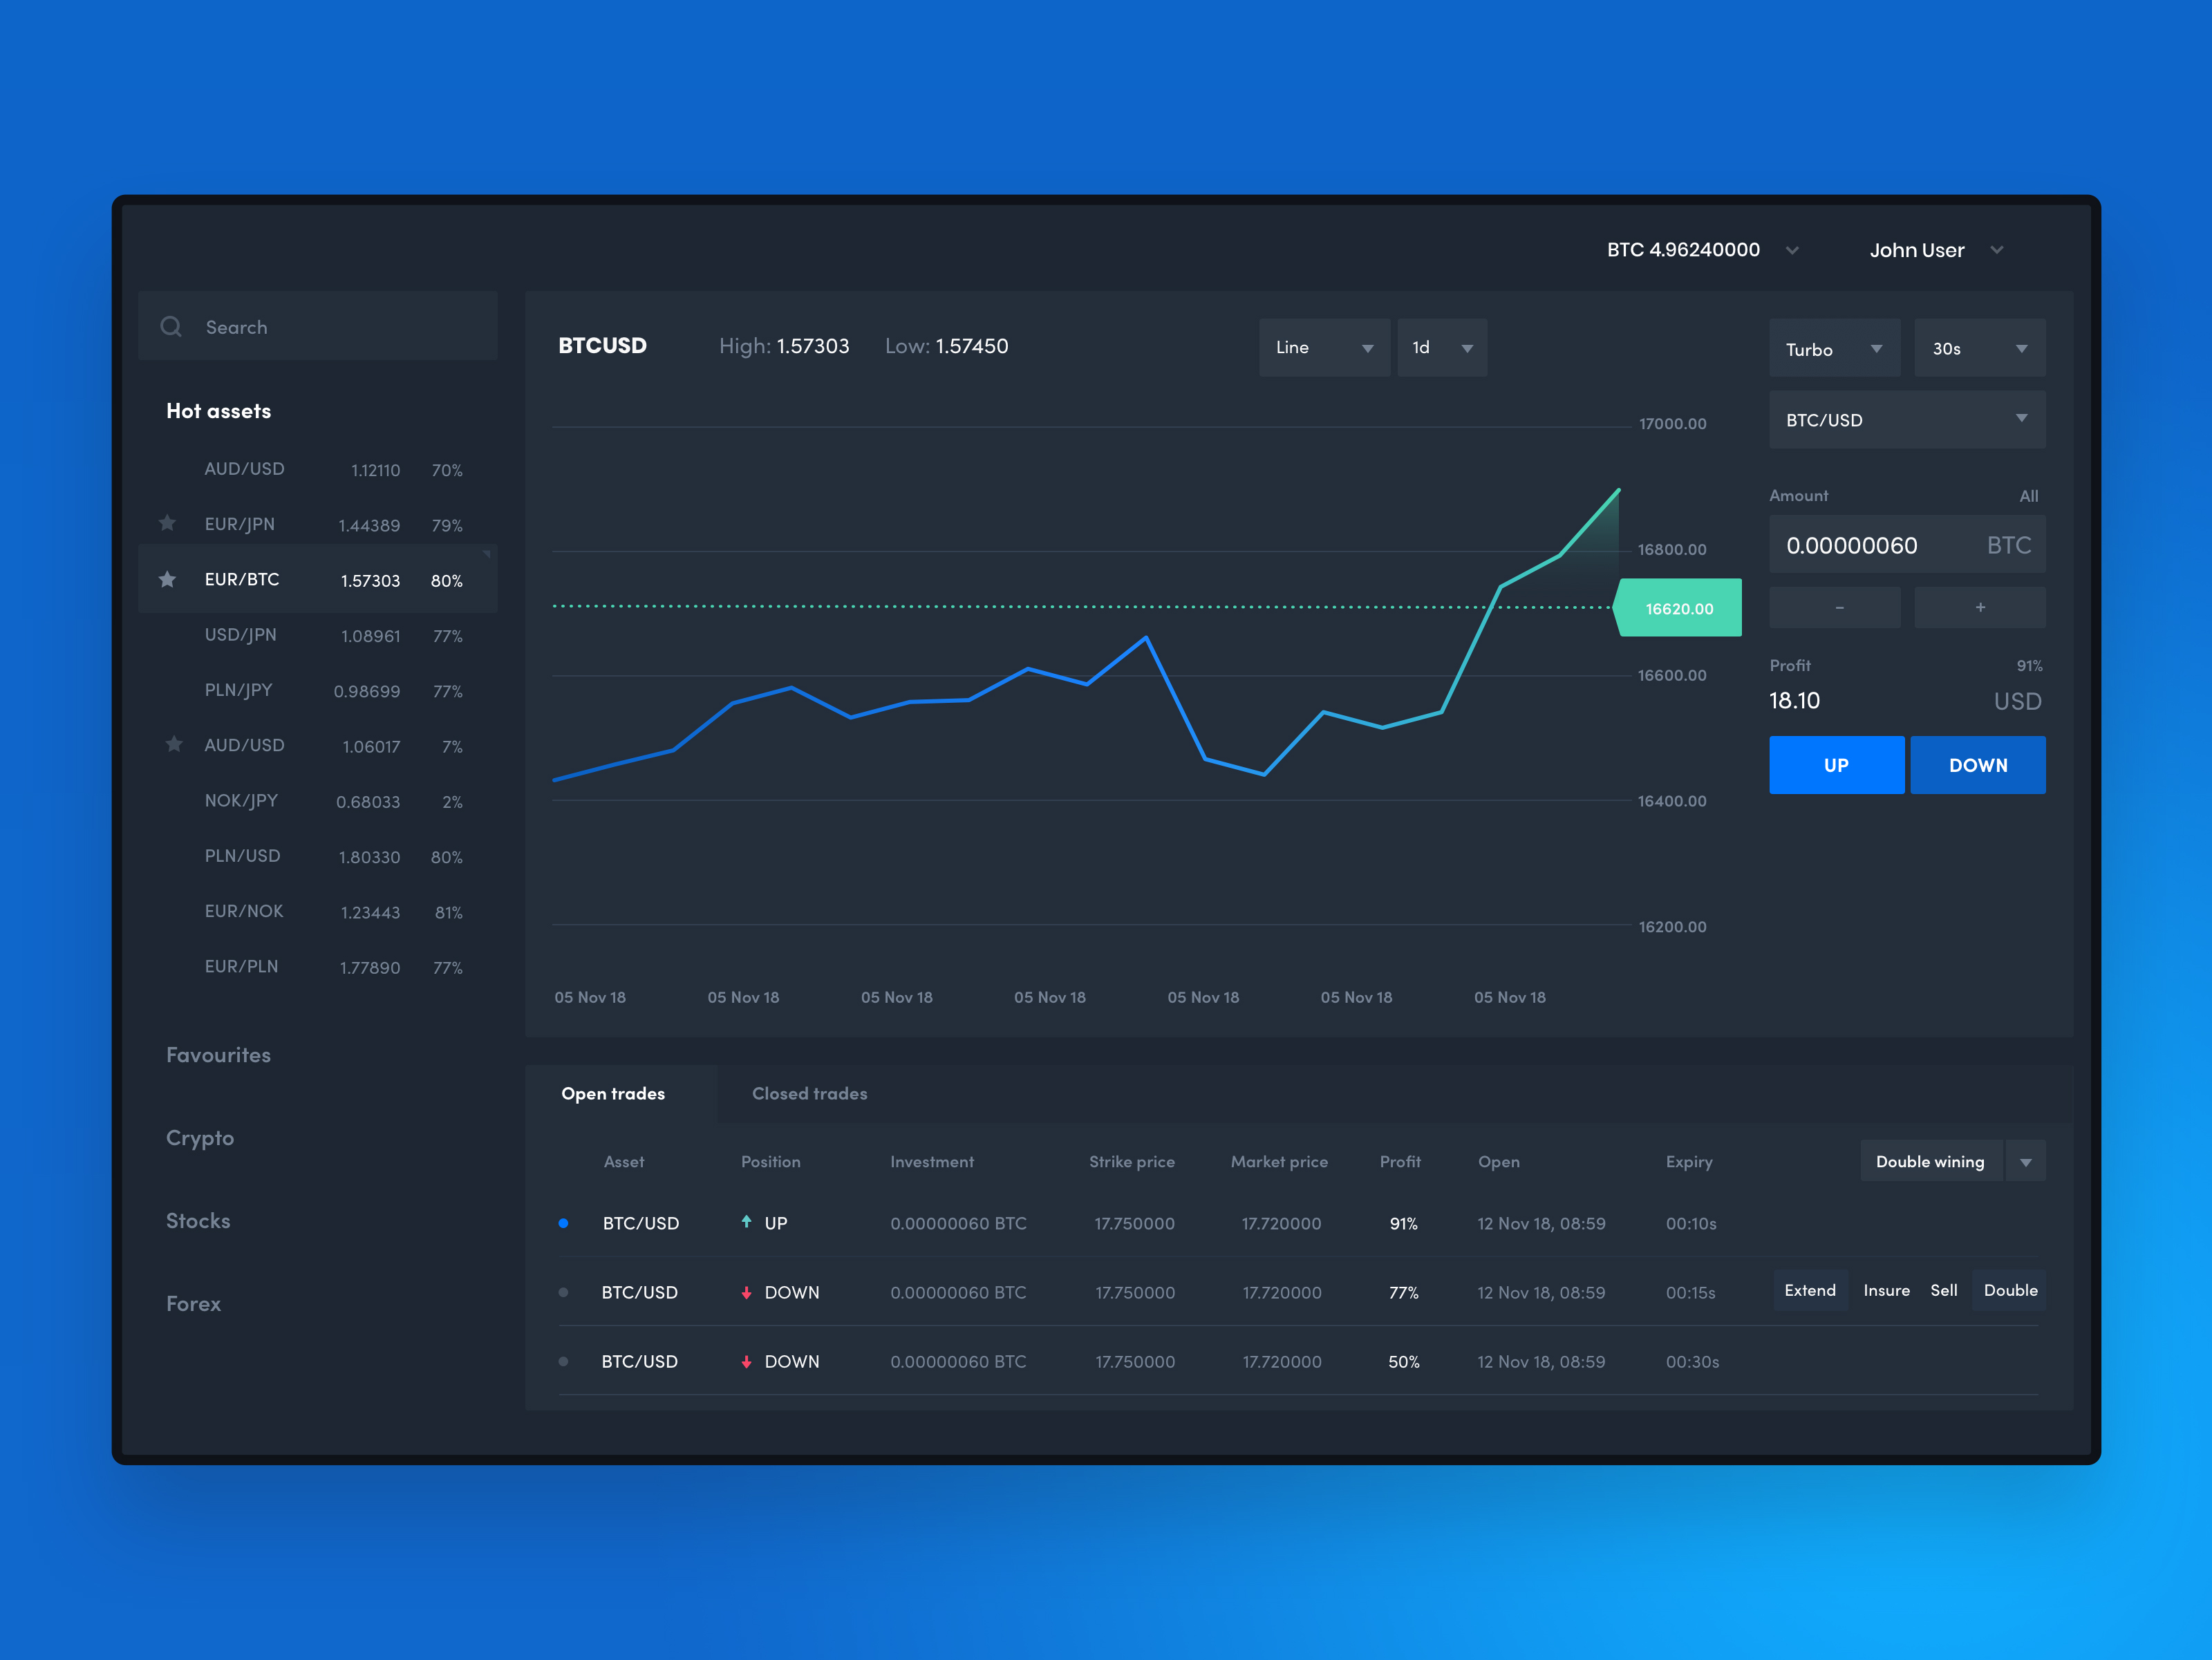 BTC 4.96240000 John User
Search
Hot assets
AUD/USD 1.12110 70%
EUR/JPN 1.44389 79%
EUR/BTC 1.57303 80%
USD/JPN 1.08961 77%
PLN/JPY 0.98699 77%
AUD/USD 1.06017 7%
NOK/JPY 0.68033 2%
PLN/USD 1.80330 80%
EUR/NOK 1.23443 81%
EUR/PLN 1.77890 77%
Favourites
Crypto
Stocks
Forex
BTCUSD High: 1.57303 Low: 1.57450 Line 1d
17000.00
16800.00
16620.00
16600.00
16400.00
16200.00
05 Nov 18 05 Nov 18 05 Nov 18 05 Nov 18 05 Nov 18 05 Nov 18 05 Nov 18
Turbo 30s
BTC/USD
Amount All
0.00000060 BTC
- +
Profit 91%
18.10 USD
UP DOWN
Open trades Closed trades
Asset Position Investment Strike price Market price Profit Open Expiry Double wining
BTC/USD UP 0.00000060 BTC 17.750000 17.720000 91% 12 Nov 18, 08:59 00:10s
BTC/USD DOWN 0.00000060 BTC 17.750000 17.720000 77% 12 Nov 18, 08:59 00:15s Extend Insure Sell Double
BTC/USD DOWN 0.00000060 BTC 17.750000 17.720000 50% 12 Nov 18, 08:59 00:30s